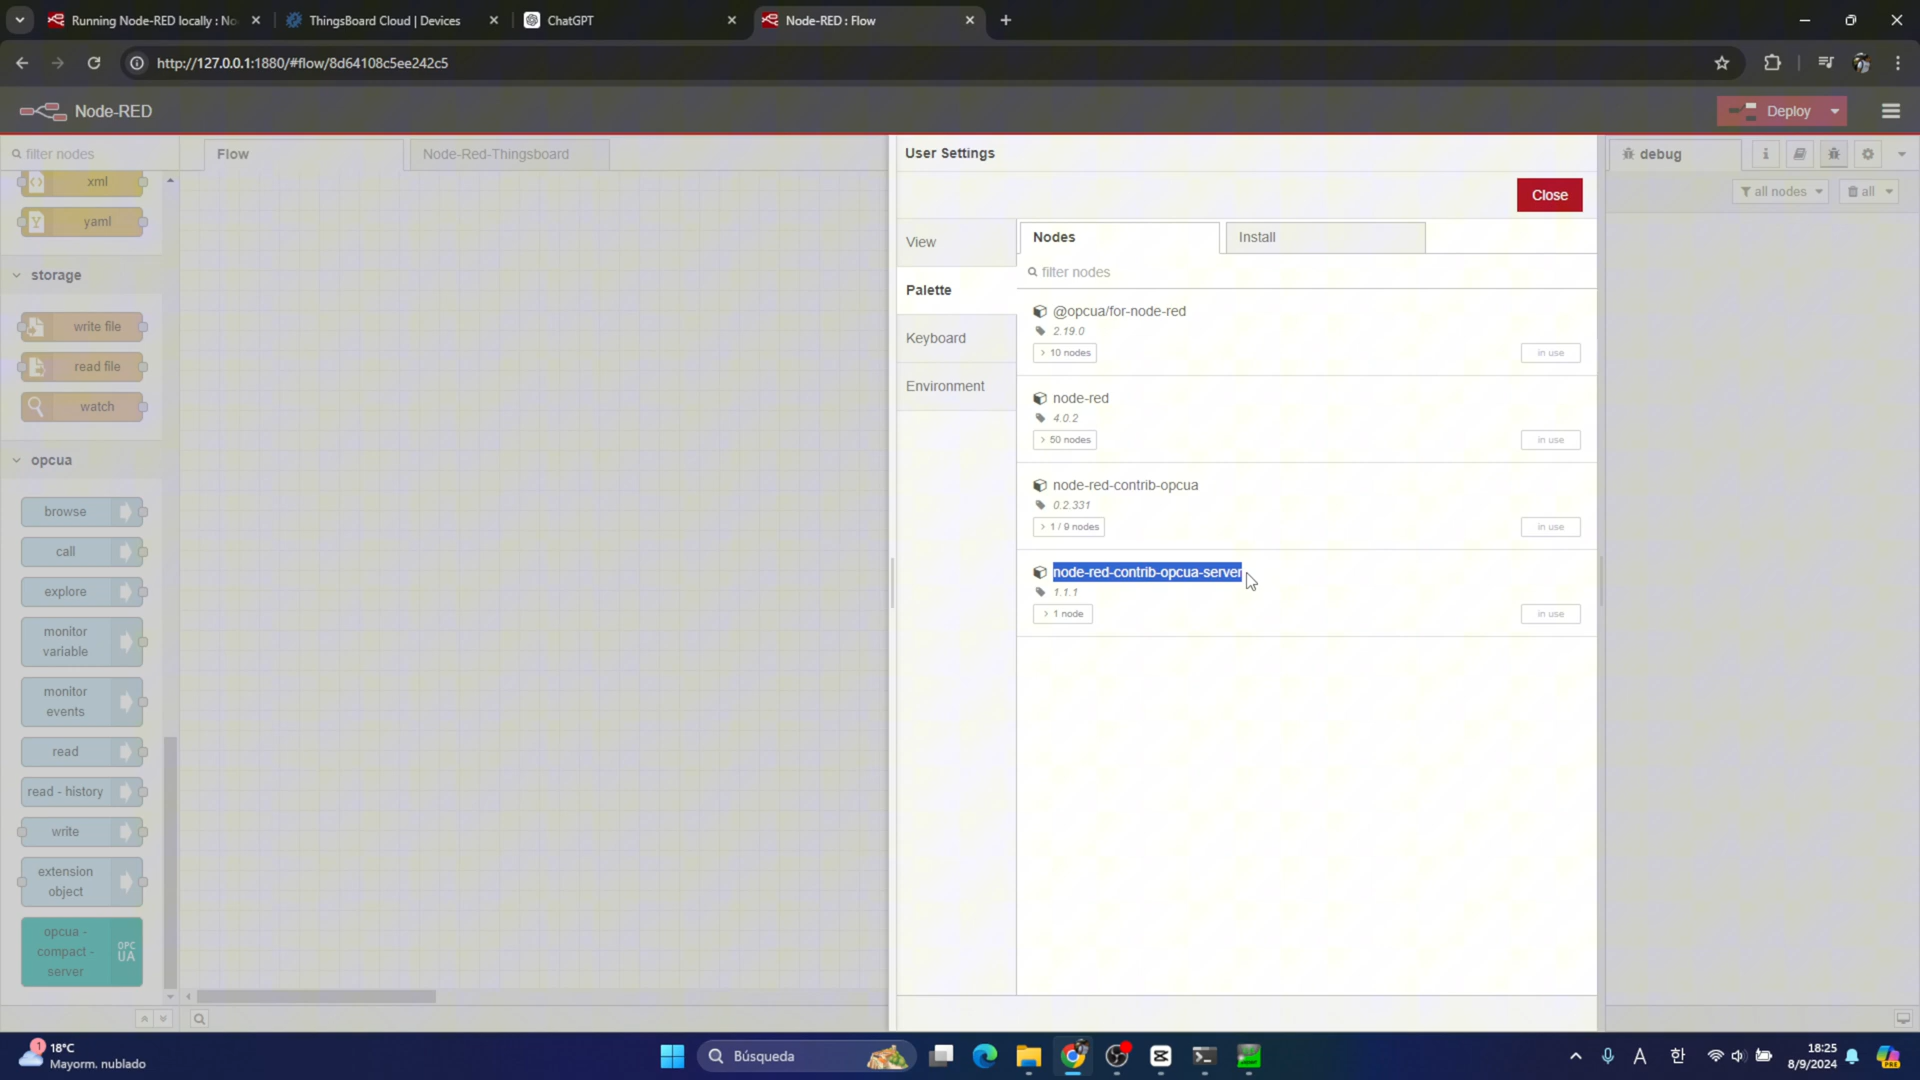 Running Node-RED locally : No
ThingsBoard Cloud | Devices
ChatGPT
Node-RED : Flow
http://127.0.0.1:1880/#flow/8d64108c5ee242c5
Node-RED
Deploy
filter nodes
Flow
Node-Red-Thingsboard
User Settings
debug
Close
all nodes
all
xml
yaml
storage
write file
read file
watch
opcua
browse
call
explore
monitor
variable
monitor
events
read
read - history
write
extension
object
opcua -
compact -
server
OPC
UA
View
Palette
Keyboard
Environment
Nodes
Install
filter nodes
@opcua/for-node-red
2.19.0
10 nodes
in use
node-red
4.0.2
50 nodes
in use
node-red-contrib-opcua
0.2.331
1 / 9 nodes
in use
node-red-contrib-opcua-server
1.1.1
1 node
in use
1
18°C
Mayorm. nublado
Búsqueda
A
한
18:25
8/9/2024
PRE